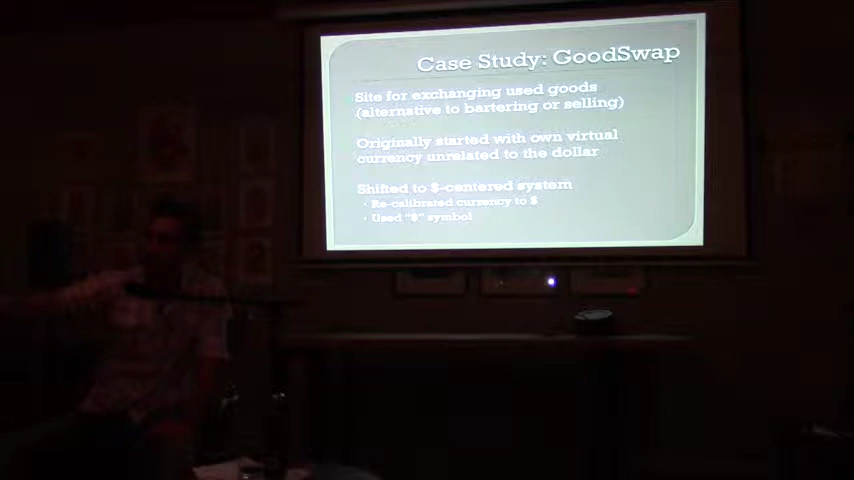 Case Study: GoodSwap
Site for exchanging used goods
(alternative to bartering or selling)
Originally started with own virtual
currency unrelated to the dollar
Shifted to $-centered system
• Re-calibrated currency to $
• Used "$" symbol